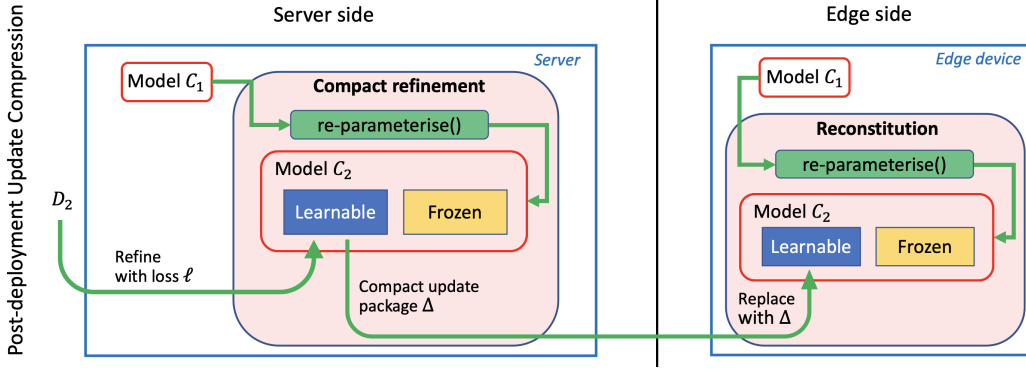 Post-deployment Update Compression
Server side
Edge side
Server
Model C₁
Compact refinement
re-parameterise()
Model C₂
Learnable
Frozen
D₂
Refine
with loss ℓ
Compact update
package Δ
Edge device
Model C₁
Reconstitution
re-parameterise()
Model C₂
Learnable
Frozen
Replace
with Δ